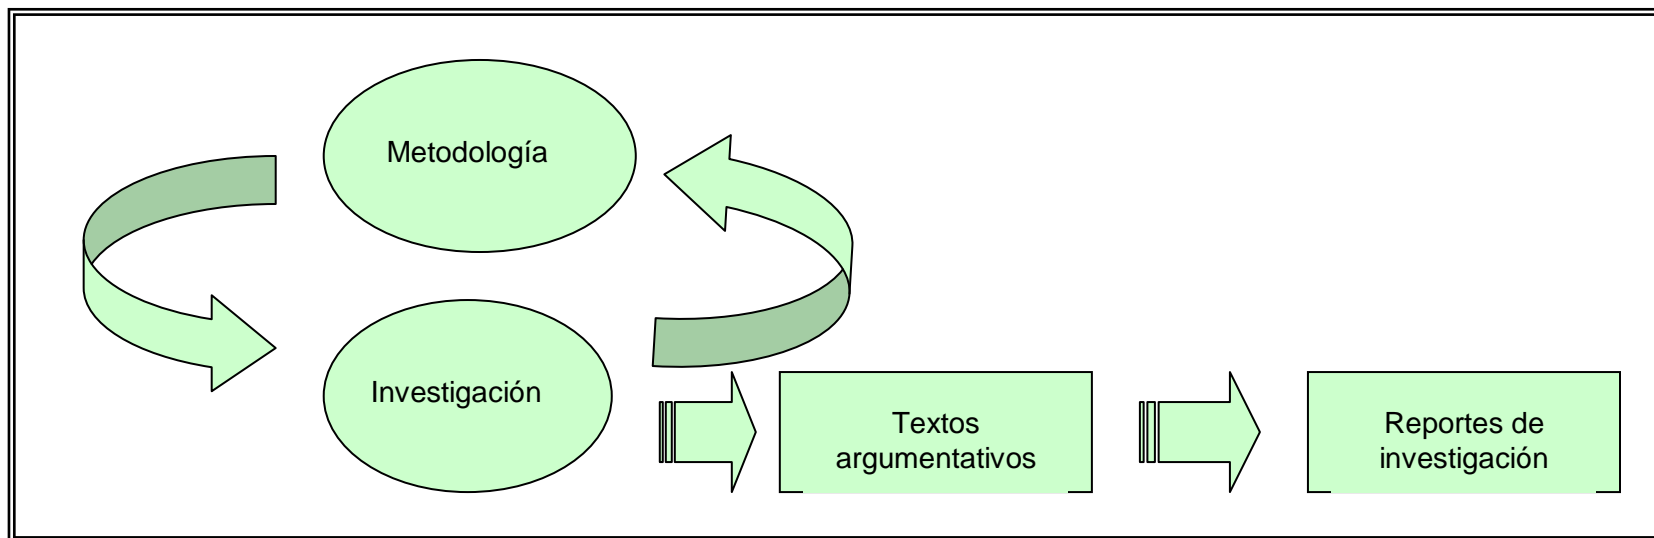 Metodología
Investigación
Textos
argumentativos
Reportes de
investigación